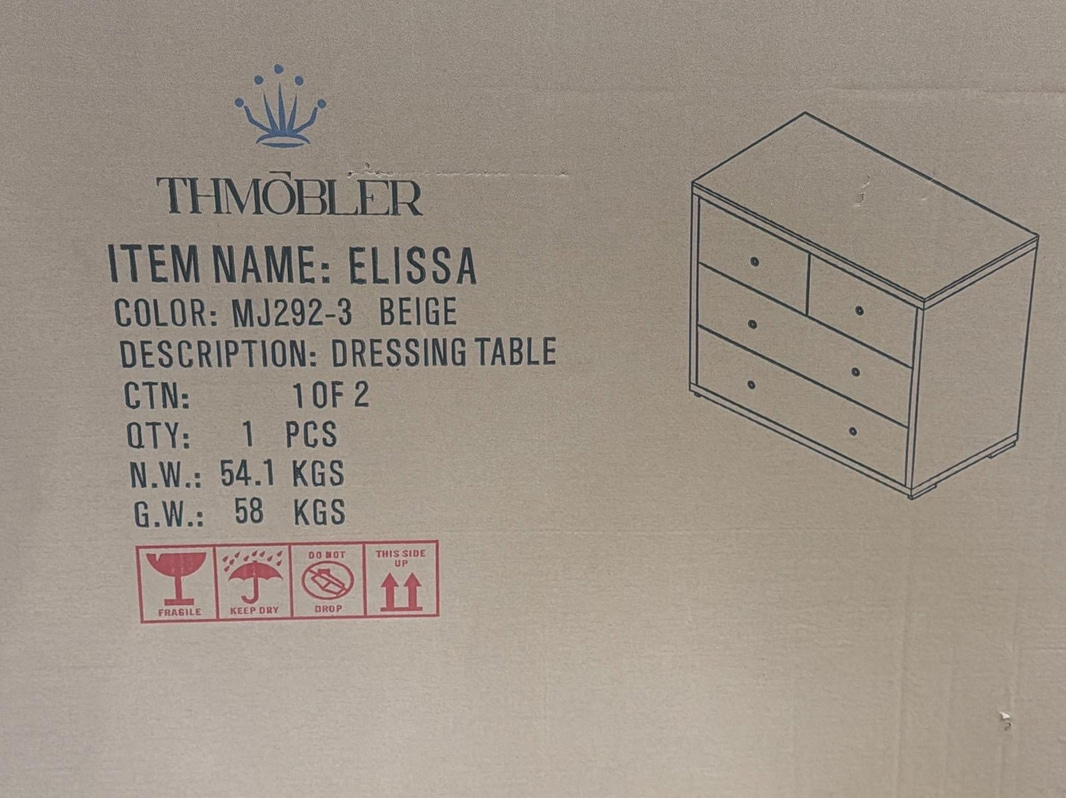 THMŌBLER
ITEM NAME: ELISSA
COLOR: MJ292-3 BEIGE
DESCRIPTION: DRESSING TABLE
CTN: 1 OF 2
QTY: 1 PCS
N.W.: 54.1 KGS
G.W.: 58 KGS
FRAGILE
KEEP DRY
DO NOT
DROP
THIS SIDE
UP